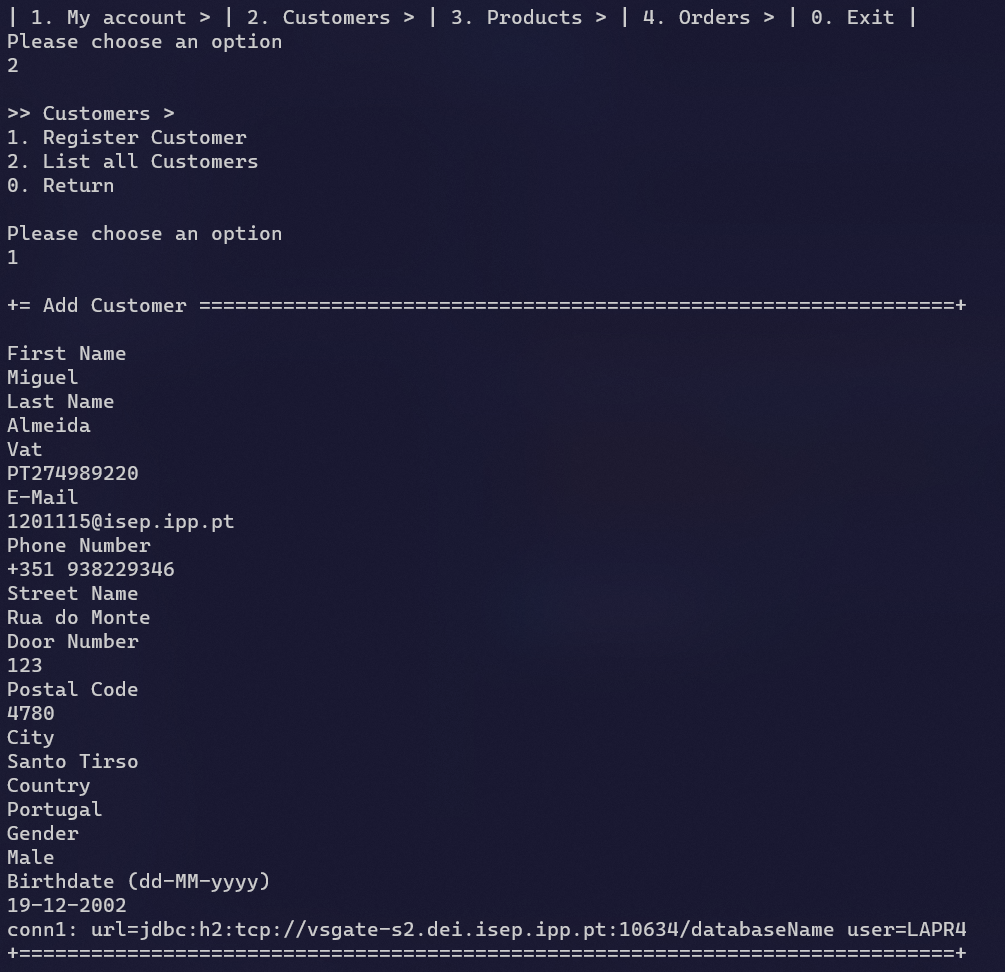 | 1. My account > | 2. Customers > | 3. Products > | 4. Orders > | 0. Exit |
Please choose an option
2
>> Customers >
1. Register Customer
2. List all Customers
0. Return
Please choose an option
1
+= Add Customer ===============================================================+
First Name
Miguel
Last Name
Almeida
Vat
PT274989220
E-Mail
1201115@isep.ipp.pt
Phone Number
+351 938229346
Street Name
Rua do Monte
Door Number
123
Postal Code
4780
City
Santo Tirso
Country
Portugal
Gender
Male
Birthdate (dd-MM-yyyy)
19-12-2002
conn1: url=jdbc:h2:tcp://vsgate-s2.dei.isep.ipp.pt:10634/databaseName user=LAPR4
+==============================================================================+